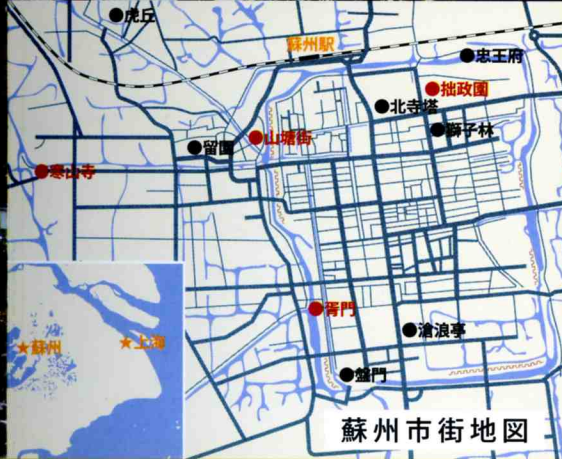 虎丘
蘇州駅
忠王府
拙政園
北寺塔
獅子林
山塘街
留園
寒山寺
胥門
★蘇州
★上海
滄浪亭
盤門
蘇州市街地図